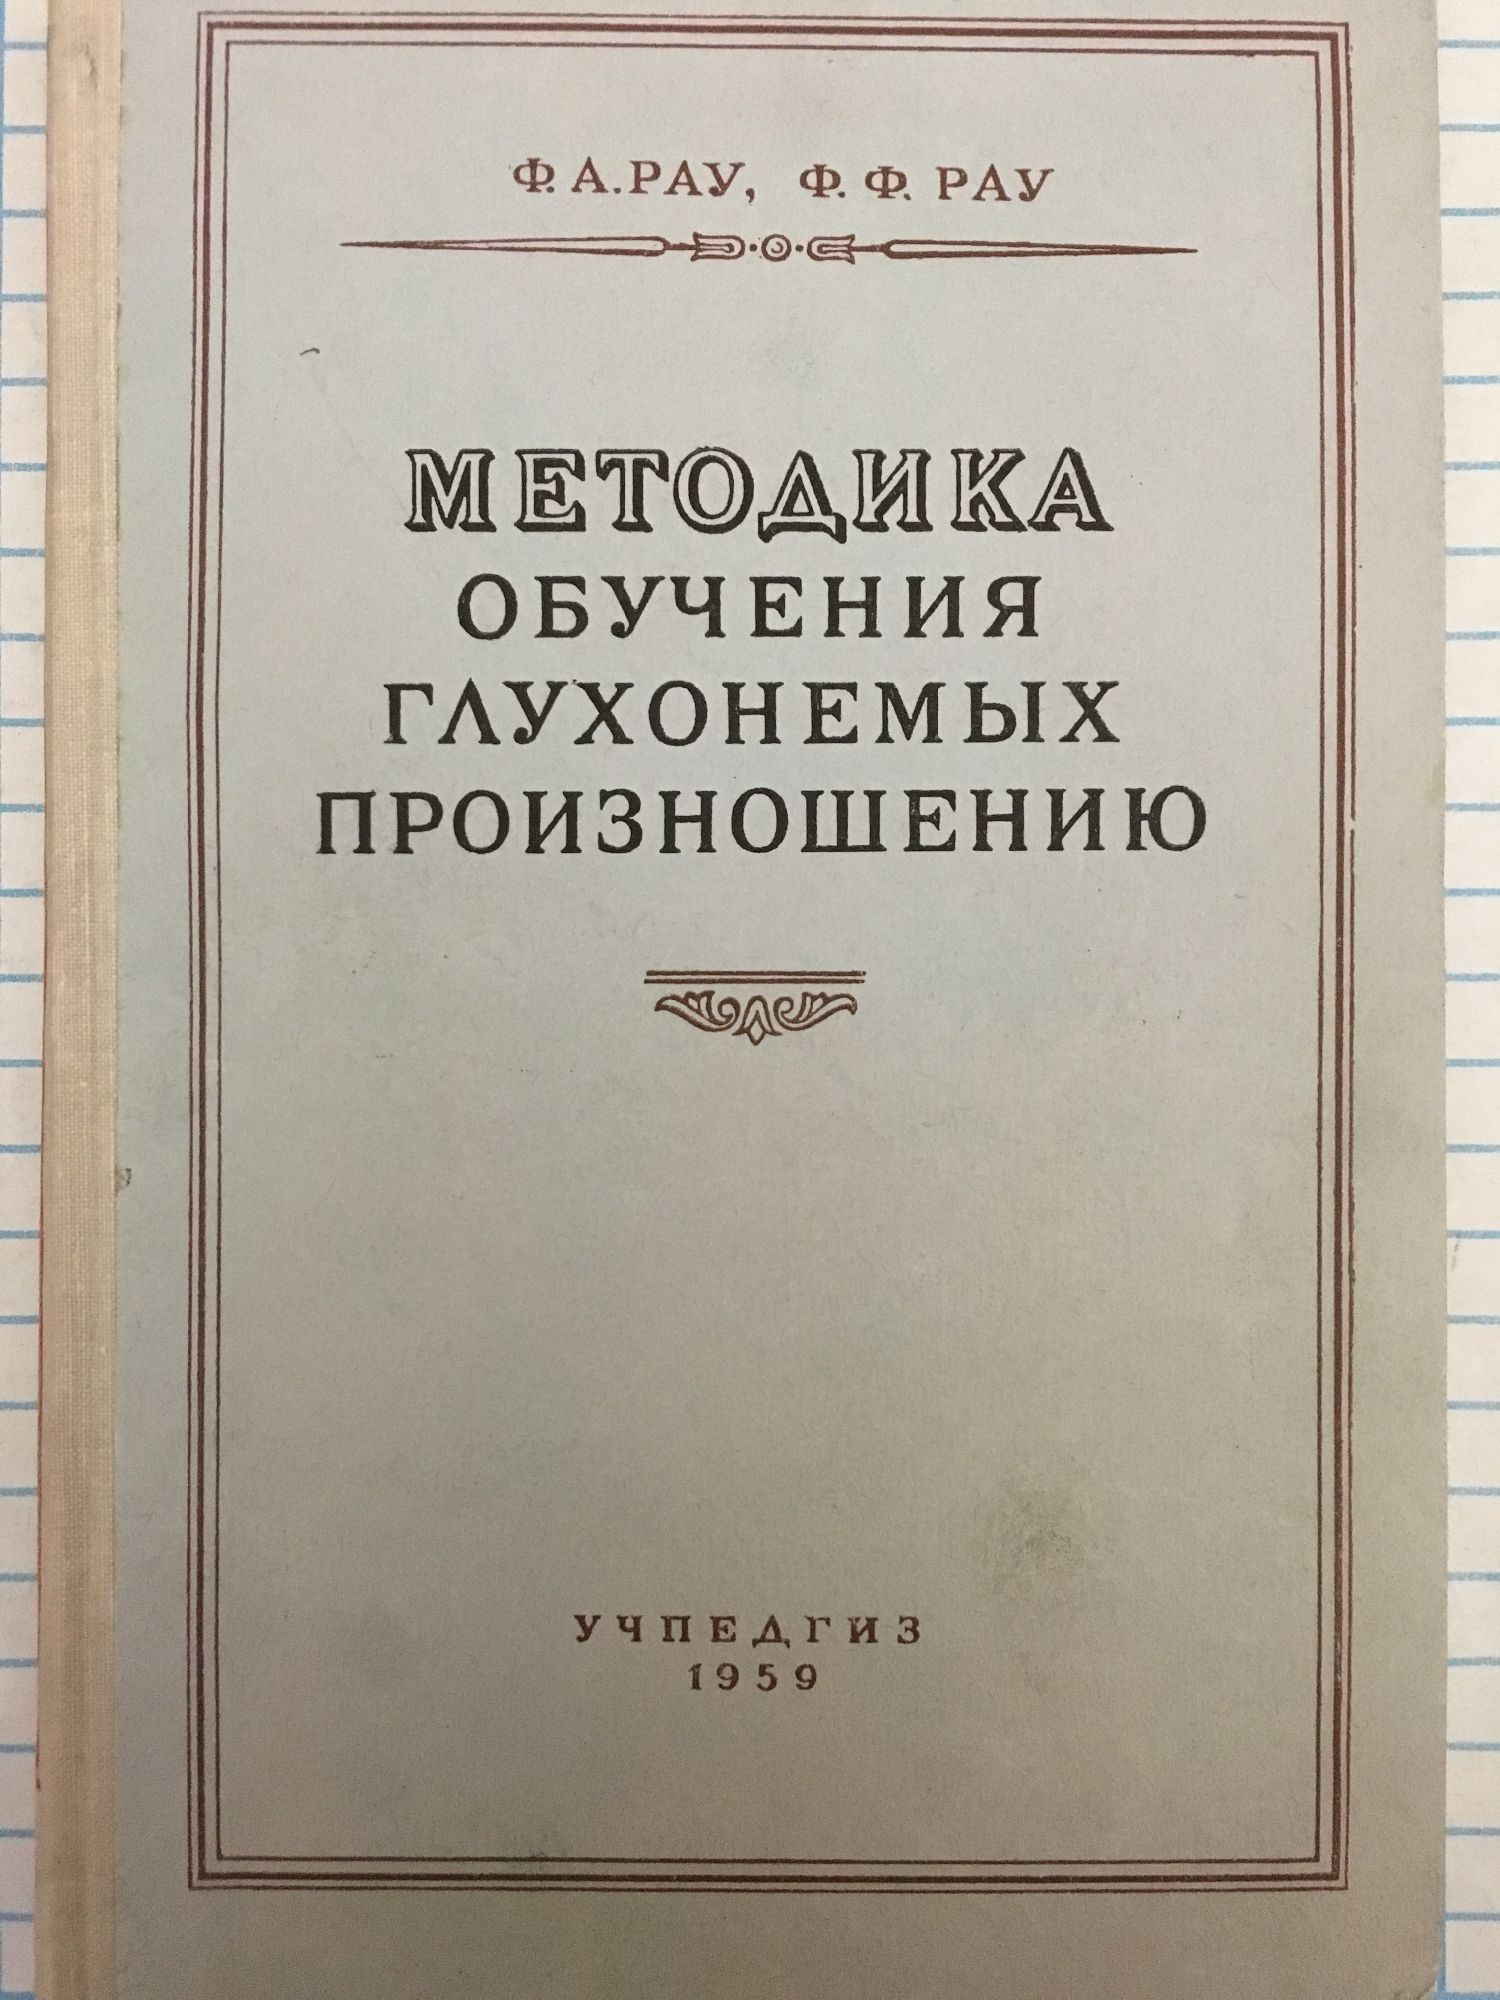 Ф. А. РАУ, Ф. Ф. РАУ
МЕТОДИКА
ОБУЧЕНИЯ
ГЛУХОНЕМЫХ
ПРОИЗНОШЕНИЮ
УЧПЕДГИЗ
1959